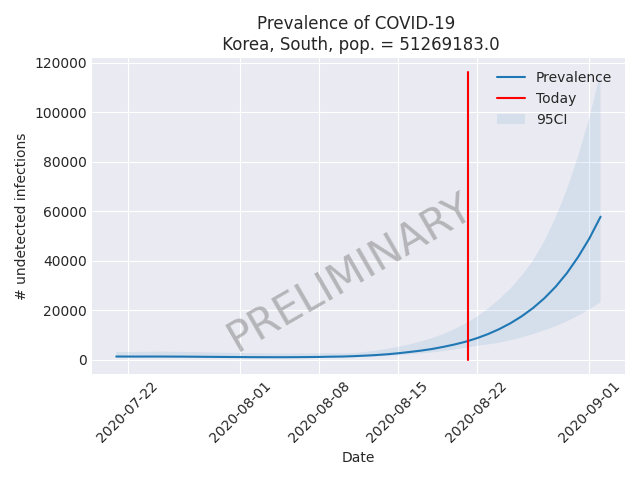 Prevalence of COVID-19
Korea, South, pop. = 51269183.0
120000
100000
80000
60000
40000
20000
0
# undetected infections
Prevalence
Today
95CI
PRELIMINARY
2020-07-22
2020-08-01
2020-08-08
2020-08-15
2020-08-22
2020-09-01
Date